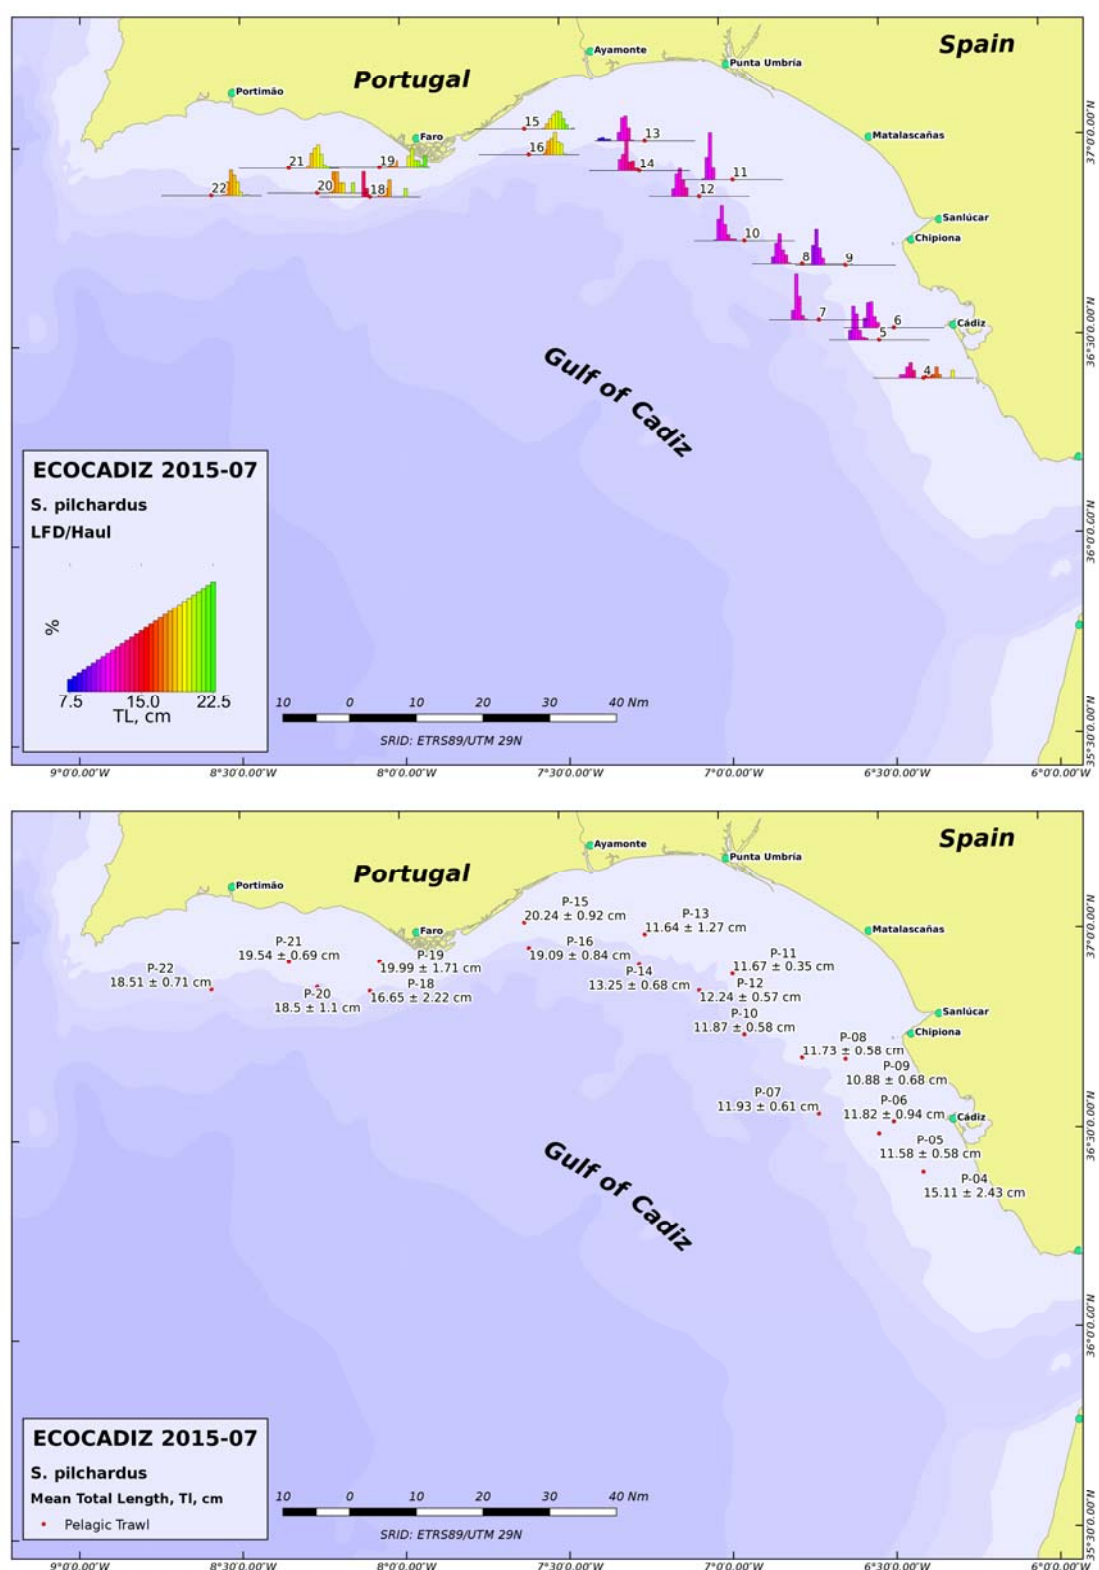 Spain
Portugal
Ayamonte
Punta Umbría
Portimão
Faro
Matalascañas
Sanlúcar
Chipiona
Cádiz
15
13
16
14
21
19
11
22
20
18
12
10
8
9
7
6
5
4
Gulf of Cadiz
37°0'0.00"N
36°30'0.00"N
36°0'0.00"N
35°30'0.00"N
ECOCADIZ 2015-07
S. pilchardus
LFD/Haul
%
7.5 15.0 22.5
TL, cm
10 0 10 20 30 40 Nm
SRID: ETRS89/UTM 29N
9°0'0.00"W 8°30'0.00"W 8°0'0.00"W 7°30'0.00"W 7°0'0.00"W 6°30'0.00"W 6°0'0.00"W
Spain
Portugal
Ayamonte
Punta Umbría
Portimão
Faro
Matalascañas
Sanlúcar
Chipiona
Cádiz
P-15
20.24 ± 0.92 cm
P-13
11.64 ± 1.27 cm
P-21
19.54 ± 0.69 cm
P-16
19.09 ± 0.84 cm
P-19
19.99 ± 1.71 cm
P-11
11.67 ± 0.35 cm
P-22
18.51 ± 0.71 cm
P-14
13.25 ± 0.68 cm
P-20
18.5 ± 1.1 cm
P-18
16.65 ± 2.22 cm
P-12
12.24 ± 0.57 cm
P-10
11.87 ± 0.58 cm
P-08
11.73 ± 0.58 cm
P-09
10.88 ± 0.68 cm
P-07
11.93 ± 0.61 cm
P-06
11.82 ± 0.94 cm
P-05
11.58 ± 0.58 cm
P-04
15.11 ± 2.43 cm
Gulf of Cadiz
37°0'0.00"N
36°30'0.00"N
36°0'0.00"N
35°30'0.00"N
ECOCADIZ 2015-07
S. pilchardus
Mean Total Length, Tl, cm
Pelagic Trawl
10 0 10 20 30 40 Nm
SRID: ETRS89/UTM 29N
9°0'0.00"W 8°30'0.00"W 8°0'0.00"W 7°30'0.00"W 7°0'0.00"W 6°30'0.00"W 6°0'0.00"W